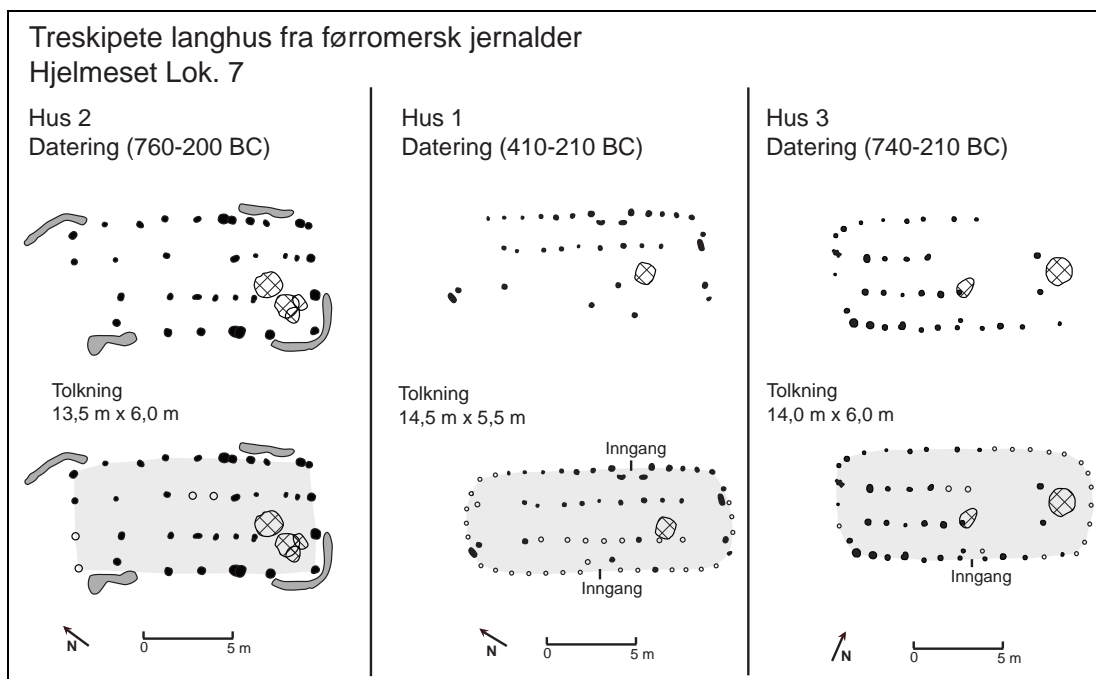 Treskipete langhus fra førromersk jernalder
Hjelmeset Lok. 7
Hus 2
Datering (760-200 BC)
Tolkning
13,5 m x 6,0 m
N
0
5 m
Hus 1
Datering (410-210 BC)
Tolkning
14,5 m x 5,5 m
Inngang
Inngang
N
0
5 m
Hus 3
Datering (740-210 BC)
Tolkning
14,0 m x 6,0 m
Inngang
N
0
5 m